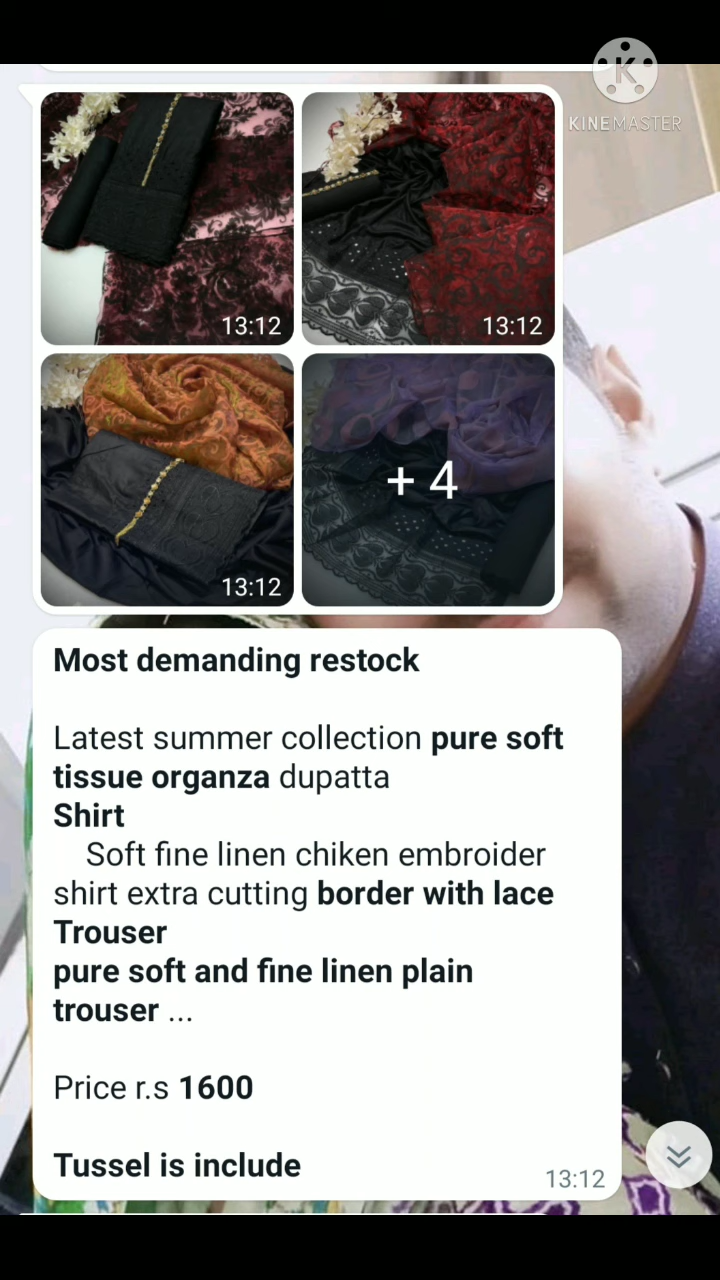 K
KINEMASTER
13:12
13:12
13:12
+ 4
Most demanding restock
Latest summer collection pure soft
tissue organza dupatta
Shirt
Soft fine linen chiken embroider
shirt extra cutting border with lace
Trouser
pure soft and fine linen plain
trouser ...
Price r.s 1600
Tussel is include
13:12